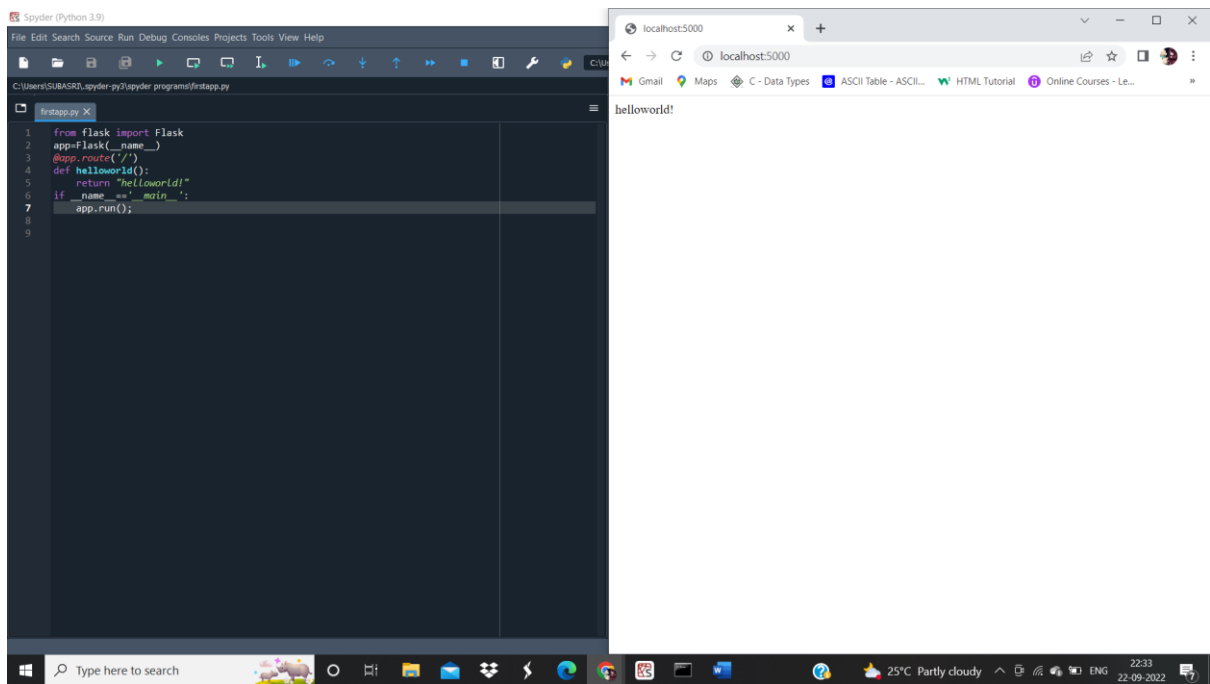 Spyder (Python 3.9)
File Edit Search Source Run Debug Consoles Projects Tools View Help
C:\Users\SUBASRI\.spyder-py3\spyder programs\firstapp.py
firstapp.py
1 from flask import Flask
2 app=Flask(__name__)
3 @app.route('/')
4 def helloworld():
5     return "helloworld!"
6 if __name__=='__main__':
7     app.run();
8
9
localhost:5000
localhost:5000
Gmail Maps C - Data Types ASCII Table - ASCII... HTML Tutorial Online Courses - Le... »
helloworld!
Type here to search
25°C Partly cloudy ENG
22:33
22-09-2022
7